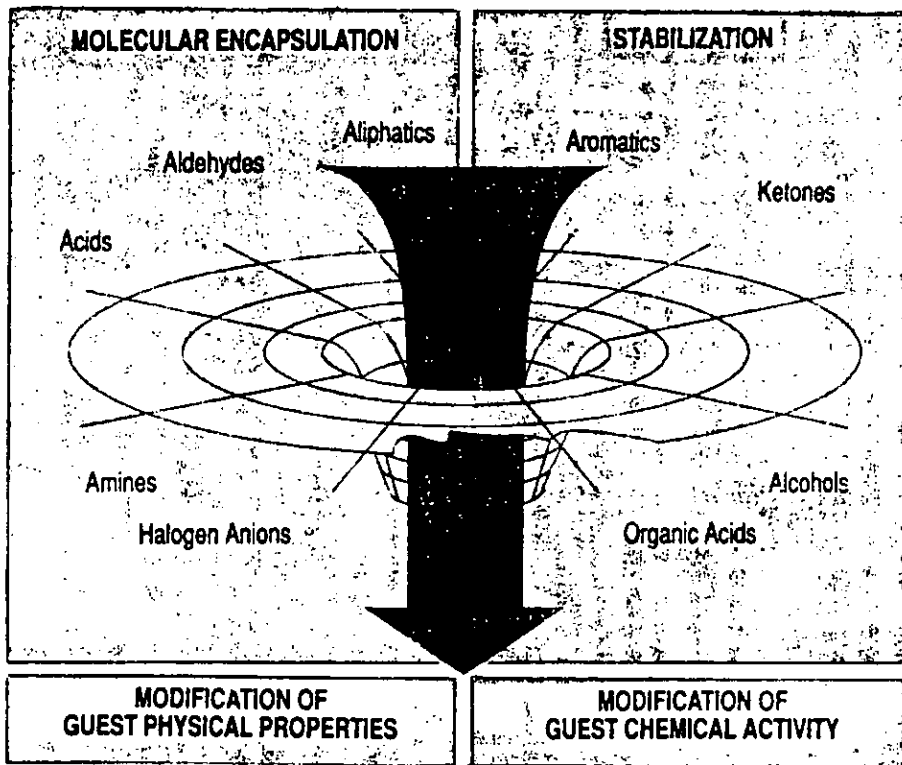 MOLECULAR ENCAPSULATION
STABILIZATION
Aliphatics
Aromatics
Aldehydes
Ketones
Acids
Amines
Alcohols
Halogen Anions
Organic Acids
MODIFICATION OF
GUEST PHYSICAL PROPERTIES
MODIFICATION OF
GUEST CHEMICAL ACTIVITY